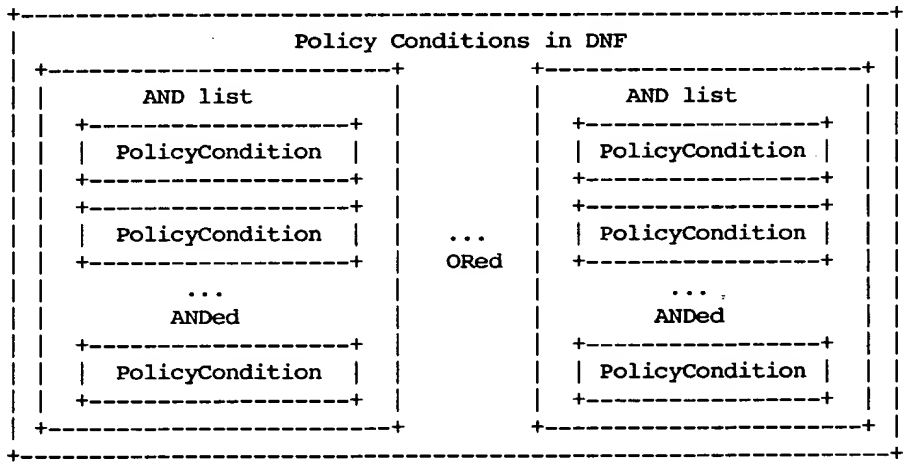 Policy Conditions in DNF
AND list AND list
PolicyCondition PolicyCondition
PolicyCondition PolicyCondition
...
ORed
... ...
ANDed ANDed
PolicyCondition PolicyCondition